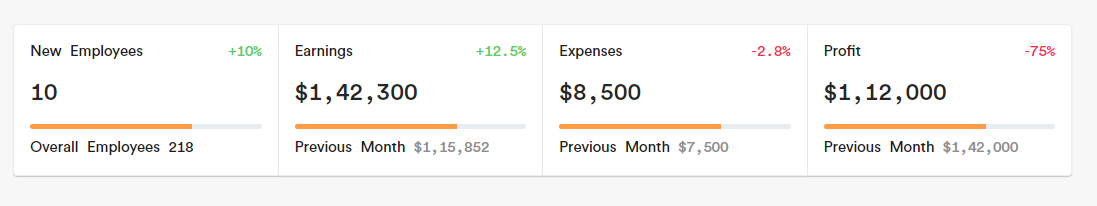 New Employees +10%
10
Overall Employees 218
Earnings +12.5%
$1,42,300
Previous Month $1,15,852
Expenses -2.8%
$8,500
Previous Month $7,500
Profit -75%
$1,12,000
Previous Month $1,42,000